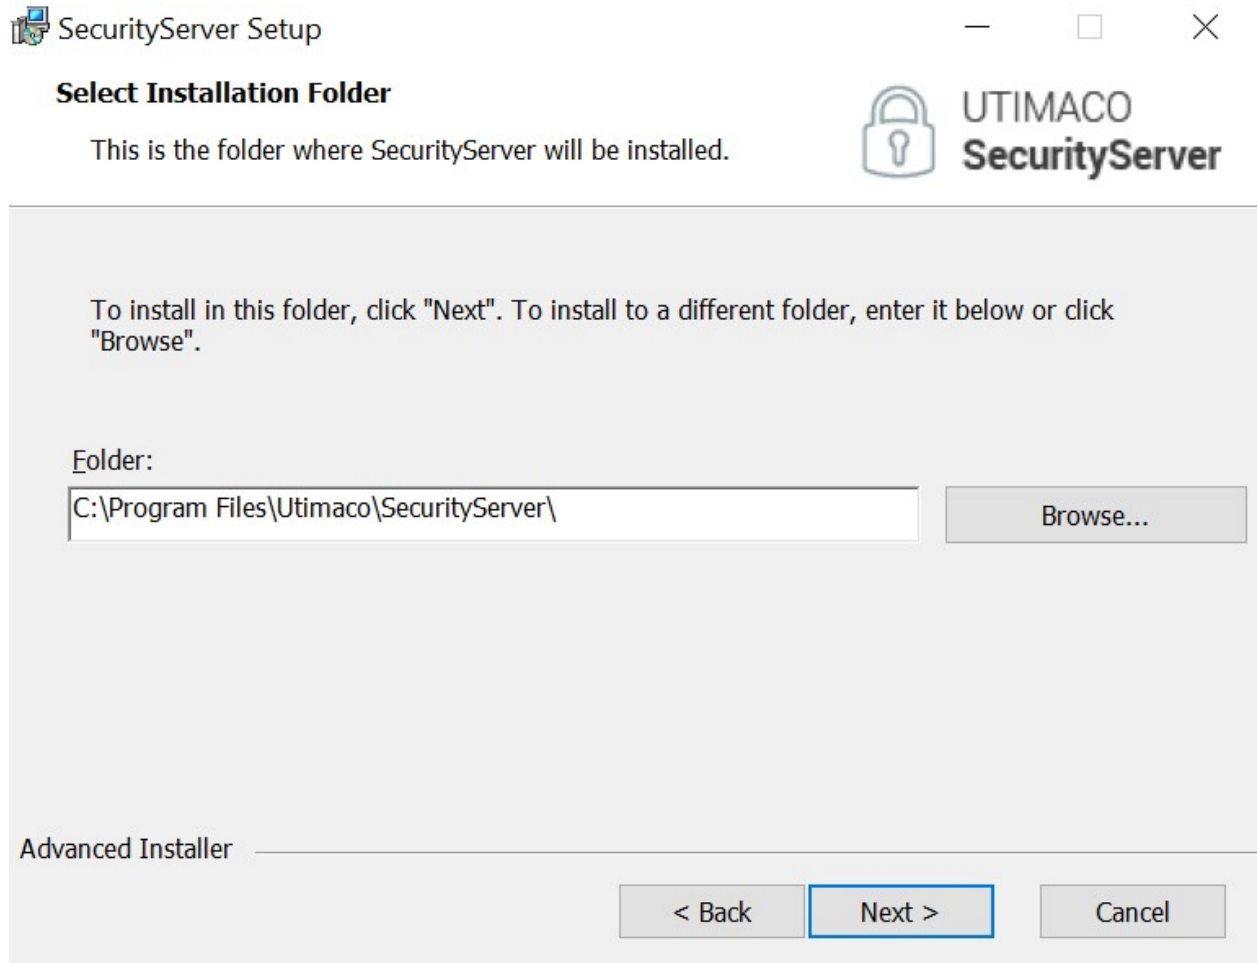 SecurityServer Setup
Select Installation Folder
This is the folder where SecurityServer will be installed.
UTIMACO
SecurityServer
To install in this folder, click "Next". To install to a different folder, enter it below or click
"Browse".
Folder:
C:\Program Files\Utimaco\SecurityServer\
Browse...
Advanced Installer
< Back
Next >
Cancel